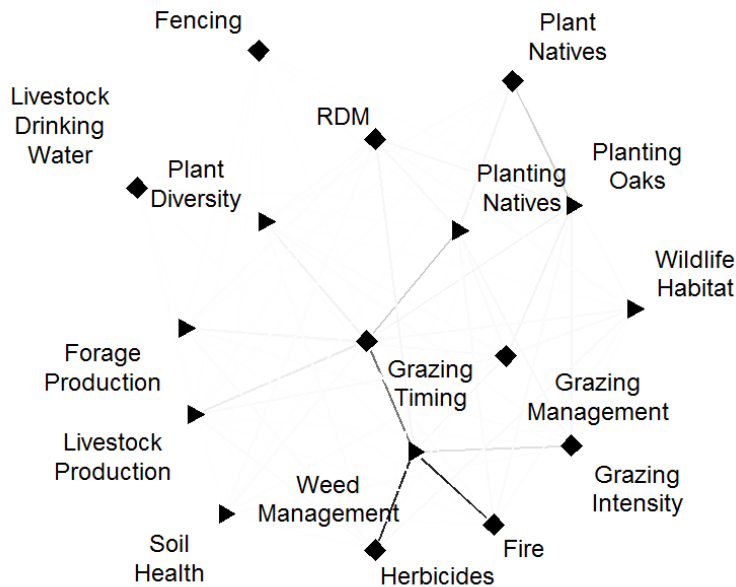 Fencing
Plant
Natives
Livestock
Drinking
Water
RDM
Plant
Diversity
Planting
Natives
Planting
Oaks
Wildlife
Habitat
Forage
Production
Grazing
Timing
Grazing
Management
Livestock
Production
Weed
Management
Grazing
Intensity
Soil
Health
Herbicides
Fire